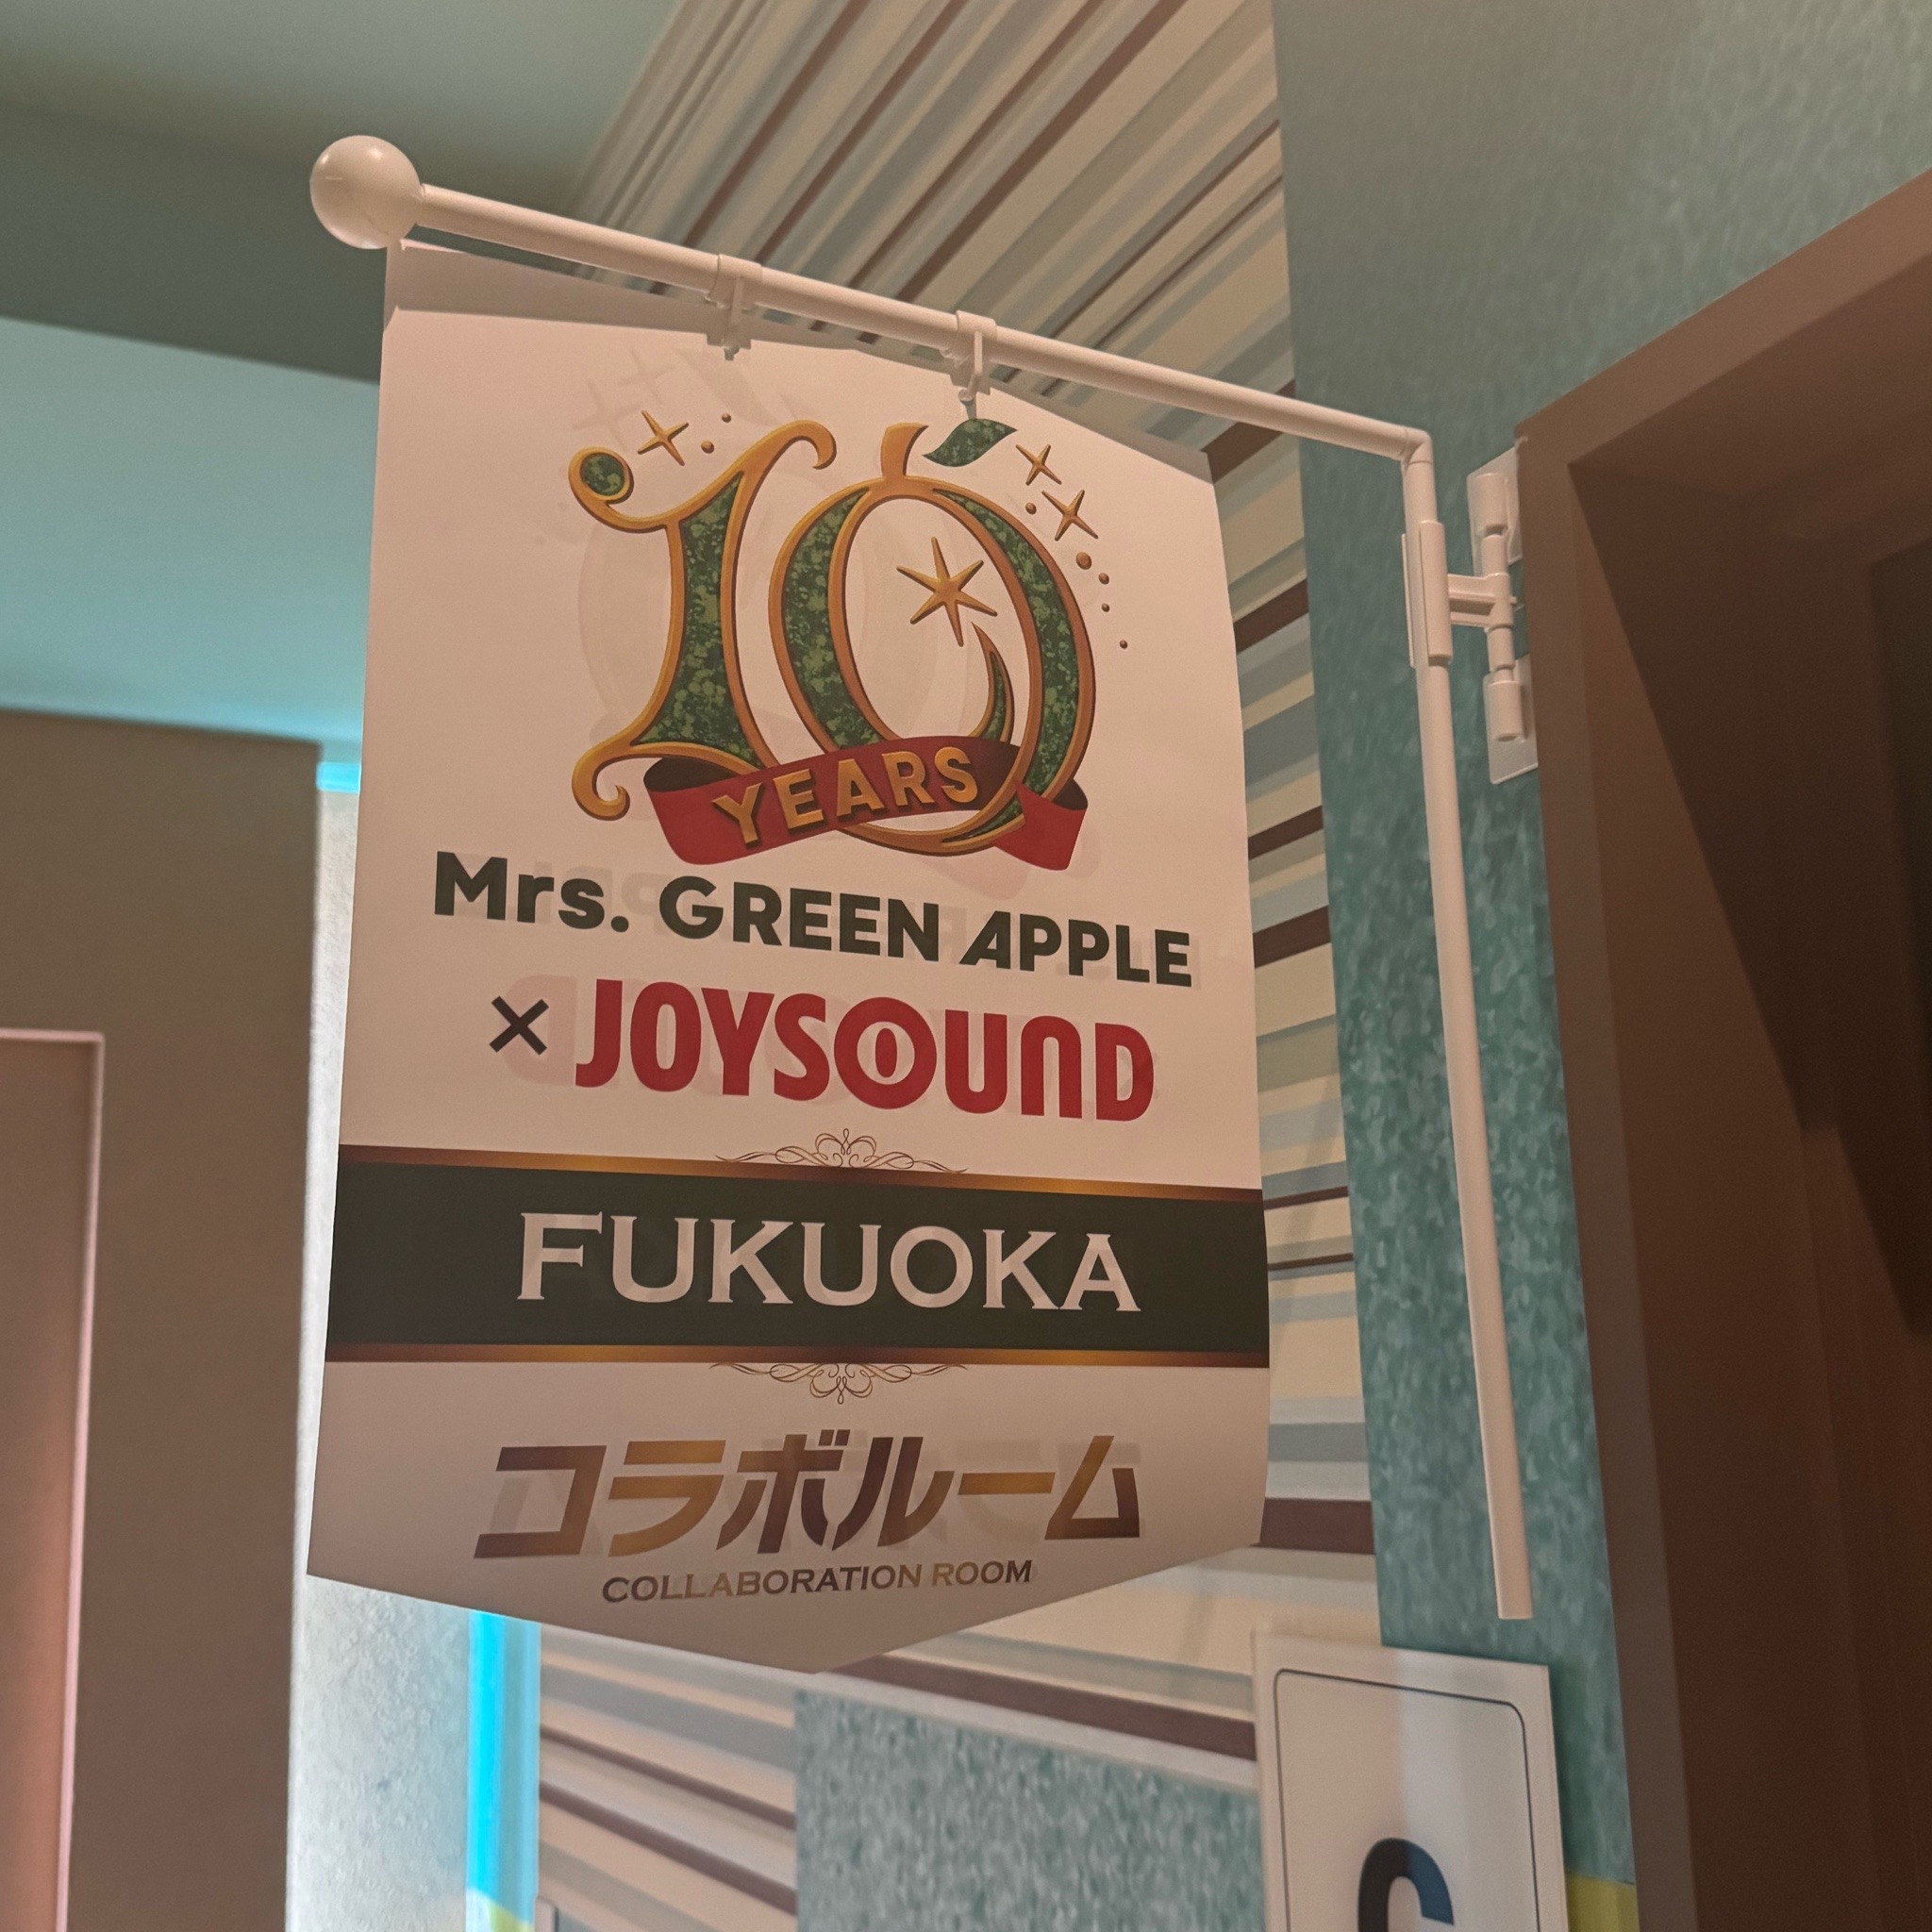 10
YEARS
Mrs. GREEN APPLE
× JOYSOUND
FUKUOKA
コラボルーム
COLLABORATION ROOM